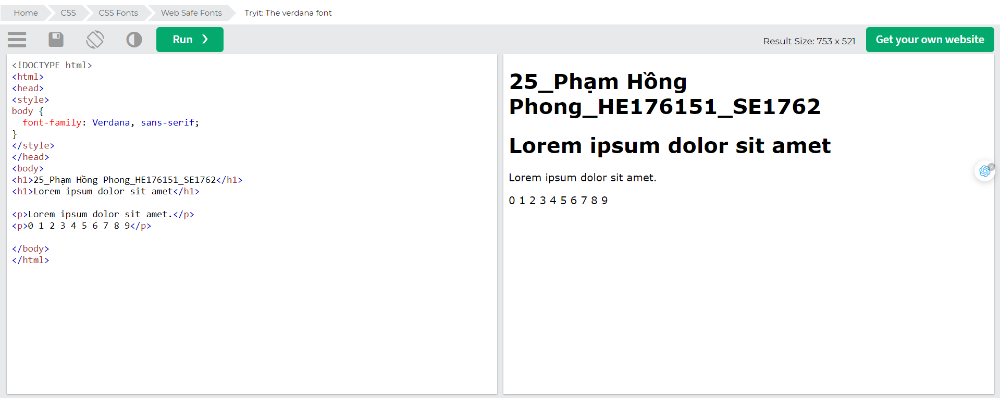 Home CSS CSS Fonts Web Safe Fonts Tryit: The verdana font
Run ❯ Result Size: 753 x 521 Get your own website
<!DOCTYPE html>
<html>
<head>
<style>
body {
  font-family: Verdana, sans-serif;
}
</style>
</head>
<body>
<h1>25_Phạm Hồng Phong_HE176151_SE1762</h1>
<h1>Lorem ipsum dolor sit amet</h1>
<p>Lorem ipsum dolor sit amet.</p>
<p>0 1 2 3 4 5 6 7 8 9</p>
</body>
</html>
25_Phạm Hồng
Phong_HE176151_SE1762
Lorem ipsum dolor sit amet
Lorem ipsum dolor sit amet.
0 1 2 3 4 5 6 7 8 9